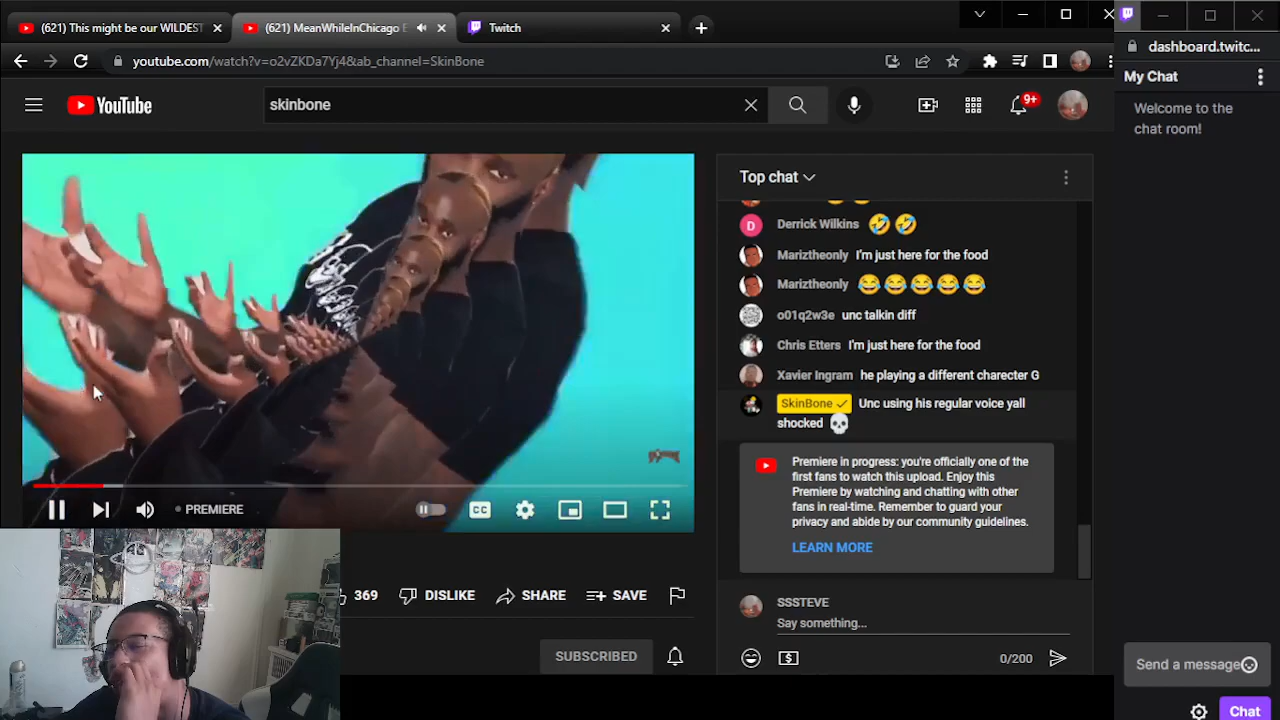 (621) This might be our WILDEST
(621) MeanWhileInChicago E
Twitch
dashboard.twitc...
youtube.com/watch?v=o2vZKDa7Yj4&ab_channel=SkinBone
My Chat
YouTube
skinbone
9+
Welcome to the
chat room!
Top chat
Derrick Wilkins
Mariztheonly I'm just here for the food
Mariztheonly
o01q2w3e unc talkin diff
Chris Etters I'm just here for the food
Xavier Ingram he playing a different charecter G
SkinBone Unc using his regular voice yall
shocked
Premiere in progress: you're officially one of the
first fans to watch this upload. Enjoy this
Premiere by watching and chatting with other
fans in real-time. Remember to guard your
privacy and abide by our community guidelines.
LEARN MORE
PREMIERE
CC
369 DISLIKE SHARE SAVE
SSSTEVE
Say something...
0/200
SUBSCRIBED
Send a message
Chat